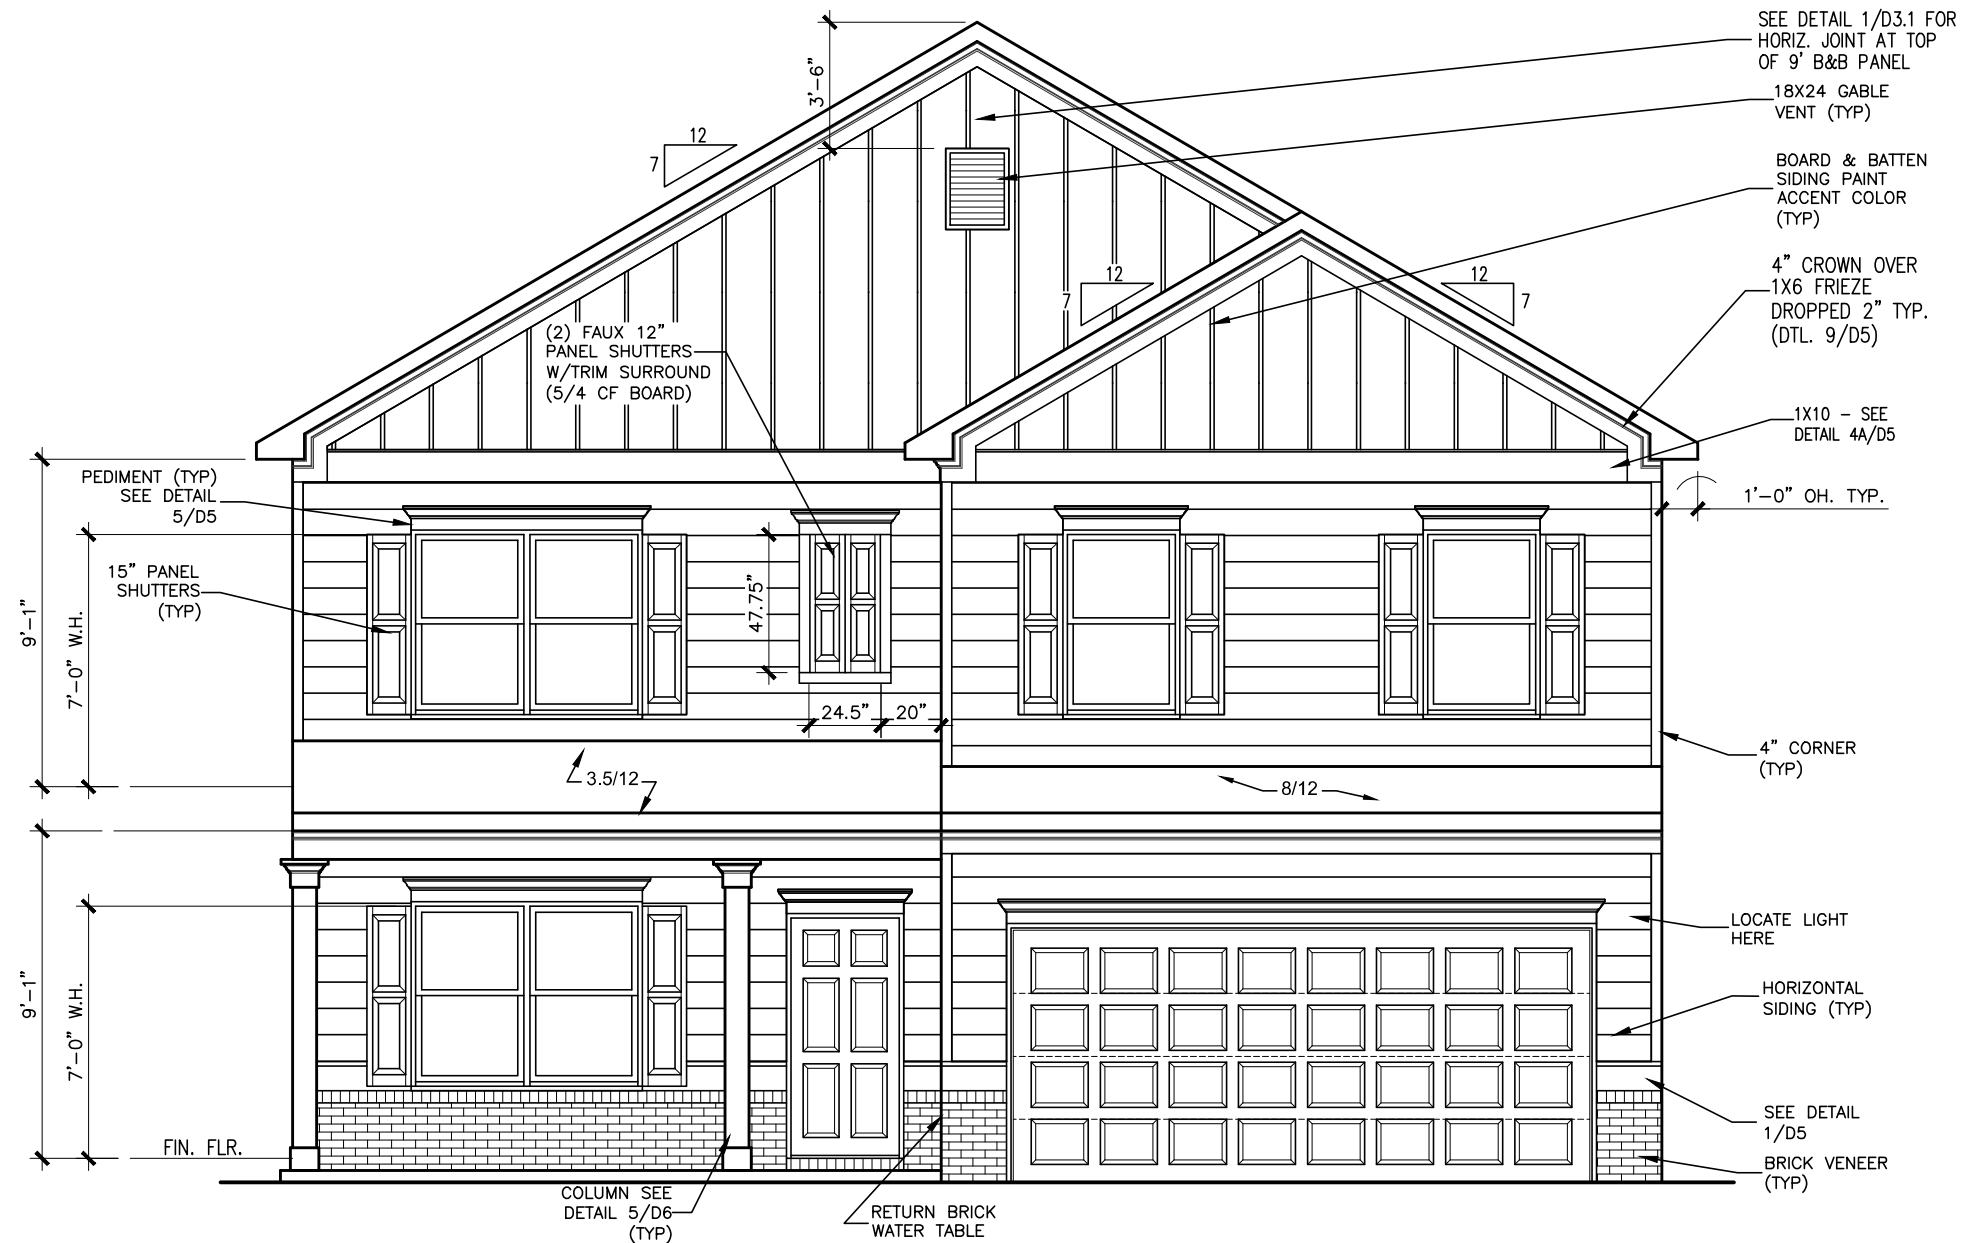 SEE DETAIL 1/D3.1 FOR
HORIZ. JOINT AT TOP
OF 9' B&B PANEL
3'-6"
18X24 GABLE
VENT (TYP)
12
7
BOARD & BATTEN
SIDING PAINT
ACCENT COLOR
(TYP)
12
7
12
7
4" CROWN OVER
1X6 FRIEZE
DROPPED 2" TYP.
(DTL. 9/D5)
(2) FAUX 12"
PANEL SHUTTERS
W/TRIM SURROUND
(5/4 CF BOARD)
1X10 - SEE
DETAIL 4A/D5
PEDIMENT (TYP)
SEE DETAIL
5/D5
1'-0" OH. TYP.
15" PANEL
SHUTTERS
(TYP)
9'-1"
7'-0" W.H.
47.75"
24.5"
20"
4" CORNER
(TYP)
3.5/12
8/12
LOCATE LIGHT
HERE
9'-1"
7'-0" W.H.
HORIZONTAL
SIDING (TYP)
SEE DETAIL
1/D5
FIN. FLR.
BRICK VENEER
(TYP)
COLUMN SEE
DETAIL 5/D6
(TYP)
RETURN BRICK
WATER TABLE